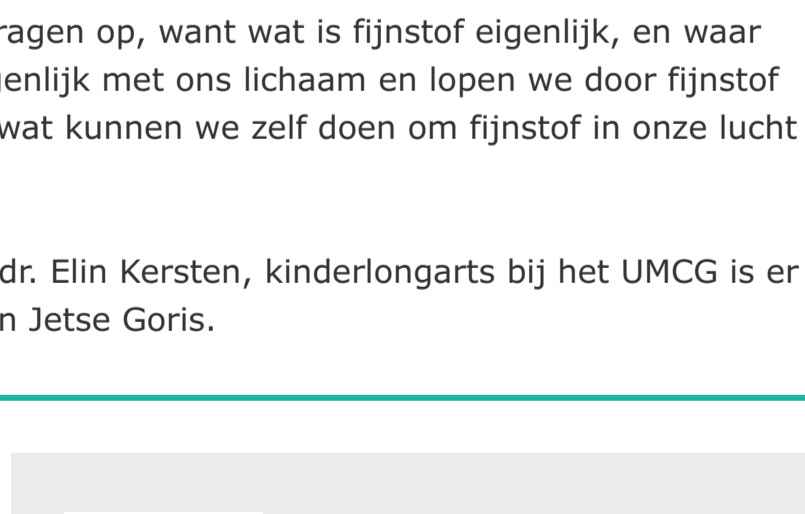 ragen op, want wat is fijnstof eigenlijk, en waar
genlijk met ons lichaam en lopen we door fijnstof
wat kunnen we zelf doen om fijnstof in onze lucht
dr. Elin Kersten, kinderlongarts bij het UMCG is er
n Jetse Goris.